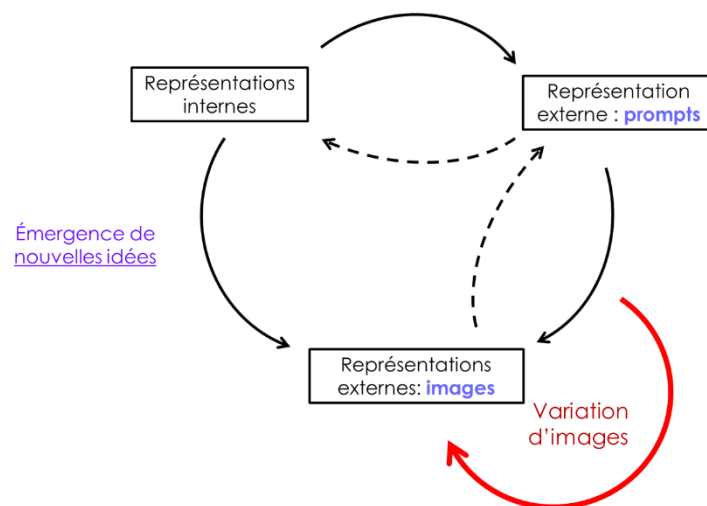 Représentations
internes
Représentation
externe : prompts
Émergence de
nouvelles idées
Représentations
externes: images
Variation
d'images